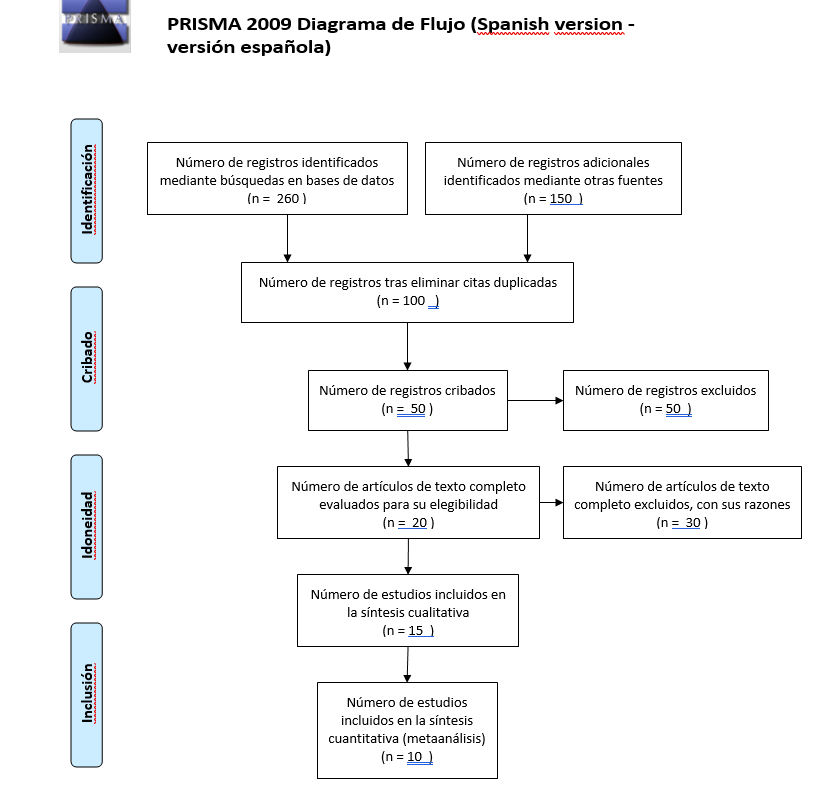 PRISMA
PRISMA 2009 Diagrama de Flujo (Spanish version -
versión española)
Identificación
Número de registros identificados
mediante búsquedas en bases de datos
(n = 260 )
Número de registros adicionales
identificados mediante otras fuentes
(n = 150 )
Número de registros tras eliminar citas duplicadas
(n = 100 )
Cribado
Número de registros cribados
(n = 50 )
Número de registros excluidos
(n = 50 )
Idoneidad
Número de artículos de texto completo
evaluados para su elegibilidad
(n = 20 )
Número de artículos de texto
completo excluidos, con sus razones
(n = 30 )
Número de estudios incluidos en
la síntesis cualitativa
(n = 15 )
Inclusión
Número de estudios
incluidos en la síntesis
cuantitativa (metaanálisis)
(n = 10 )